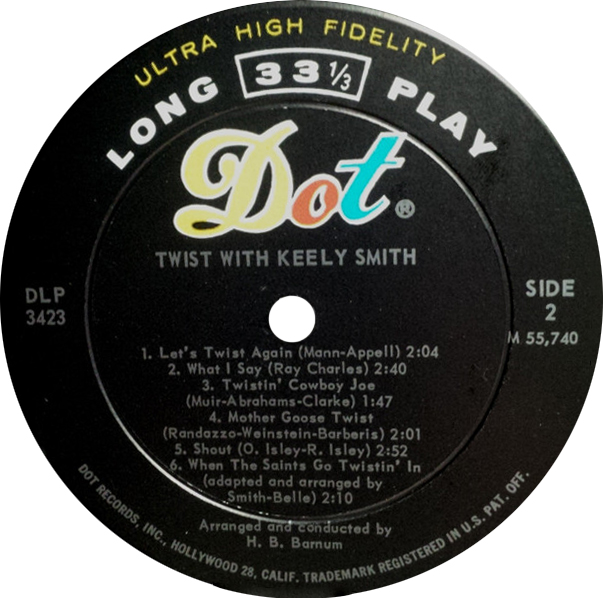 ULTRA HIGH FIDELITY
LONG 33 1/3 PLAY
Dot ®
TWIST WITH KEELY SMITH
DLP
3423
SIDE
2
M 55,740
1. Let's Twist Again (Mann-Appell) 2:04
2. What I Say (Ray Charles) 2:40
3. Twistin' Cowboy Joe
(Muir-Abrahams-Clarke) 1:47
4. Mother Goose Twist
(Randazzo-Weinstein-Barberis) 2:01
5. Shout (O. Isley-R. Isley) 2:52
6. When The Saints Go Twistin' In
(adapted and arranged by
Smith-Belle) 2:10
Arranged and conducted by
H. B. Barnum
DOT RECORDS, INC., HOLLYWOOD 28, CALIF. TRADEMARK REGISTERED IN U.S. PAT. OFF.